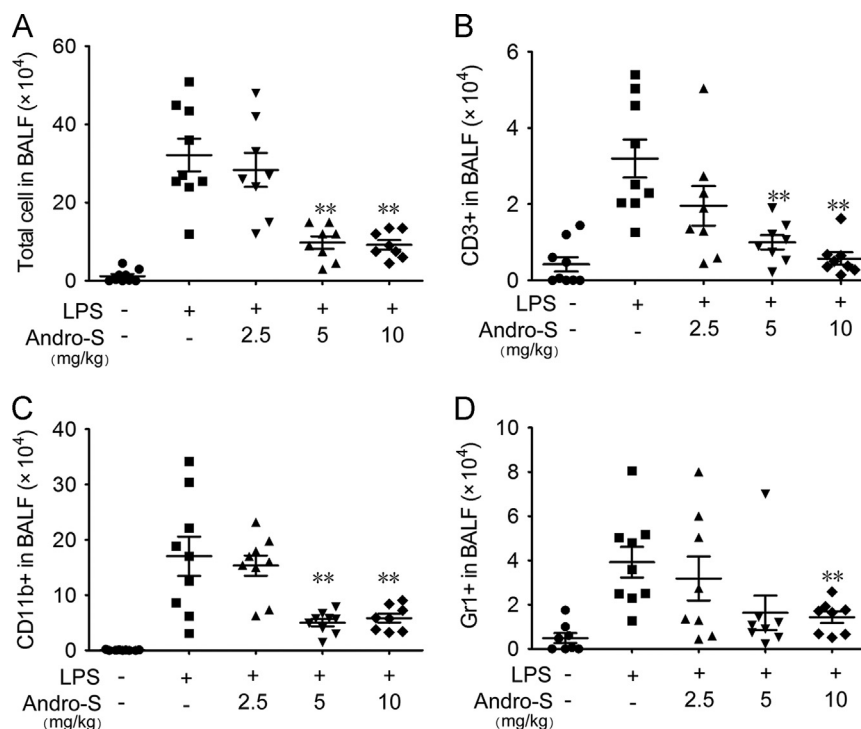 A
Total cell in BALF (×10⁴)
60
40
20
0
** **
LPS - + + + +
Andro-S - - 2.5 5 10
(mg/kg)
B
CD3+ in BALF (×10⁴)
6
4
2
0
** **
LPS - + + + +
Andro-S - - 2.5 5 10
(mg/kg)
C
CD11b+ in BALF (×10⁴)
40
30
20
10
0
** **
LPS - + + + +
Andro-S - - 2.5 5 10
(mg/kg)
D
Gr1+ in BALF (×10⁴)
10
8
6
4
2
0
**
LPS - + + + +
Andro-S - - 2.5 5 10
(mg/kg)